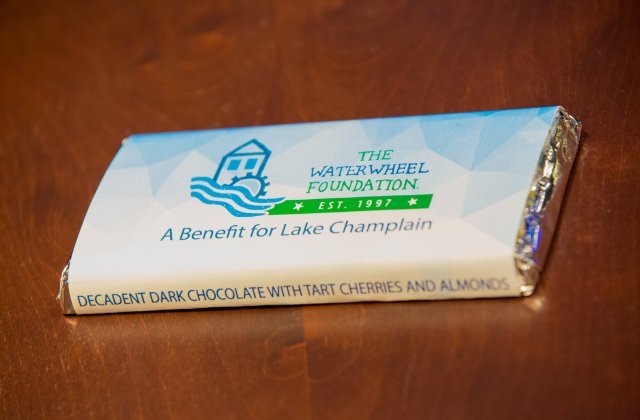 THE
WATERWHEEL
FOUNDATION
EST. 1997
A Benefit for Lake Champlain
DECADENT DARK CHOCOLATE WITH TART CHERRIES AND ALMONDS